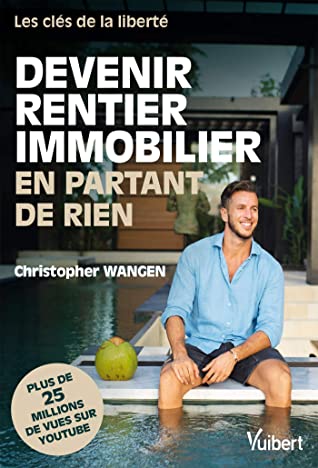 Les clés de la liberté
DEVENIR
RENTIER
IMMOBILIER
EN PARTANT
DE RIEN
Christopher WANGEN
PLUS DE
25
MILLIONS
DE VUES SUR
YOUTUBE
Vuibert